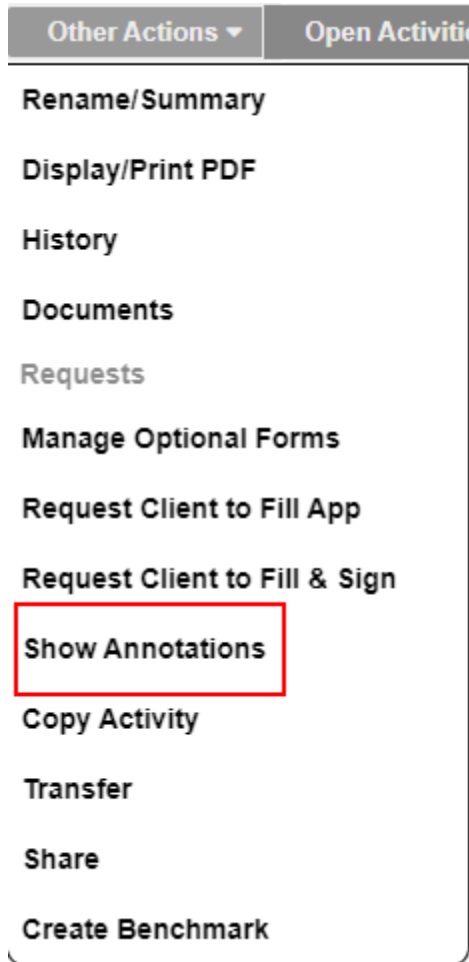 Other Actions ▾ Open Activiti
Rename/Summary
Display/Print PDF
History
Documents
Requests
Manage Optional Forms
Request Client to Fill App
Request Client to Fill & Sign
Show Annotations
Copy Activity
Transfer
Share
Create Benchmark